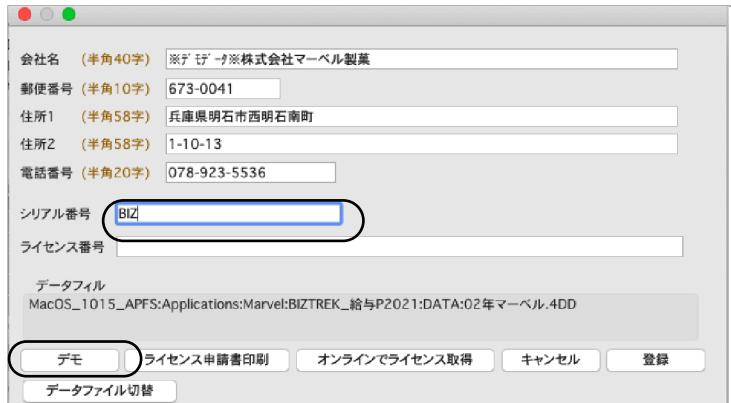 会社名 (半角40字) ※ﾃﾞﾓﾃﾞｰﾀ※株式会社マーベル製菓
郵便番号 (半角10字) 673-0041
住所1 (半角58字) 兵庫県明石市西明石南町
住所2 (半角58字) 1-10-13
電話番号 (半角20字) 078-923-5536
シリアル番号 BIZ
ライセンス番号
データフィル
MacOS_1015_APFS:Applications:Marvel:BIZTREK_給与P2021:DATA:02年マーベル.4DD
デモ ライセンス申請書印刷 オンラインでライセンス取得 キャンセル 登録
データファイル切替